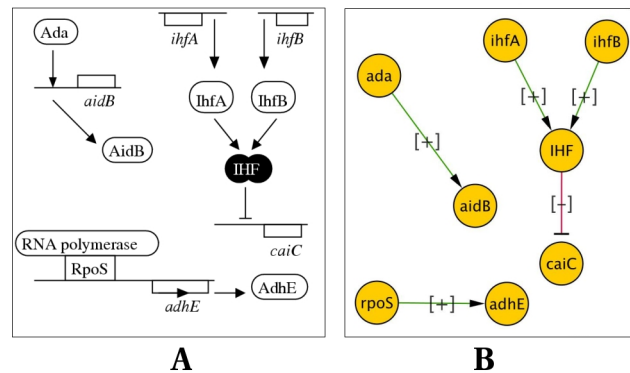 Ada
aidB
AidB
ihfA
ihfB
IhfA
IhfB
IHF
caiC
RNA polymerase
RpoS
adhE
AdhE
A
ihfA
ihfB
ada
[+]
[+]
[+]
IHF
aidB
[-]
caiC
rpoS
[+]
adhE
B